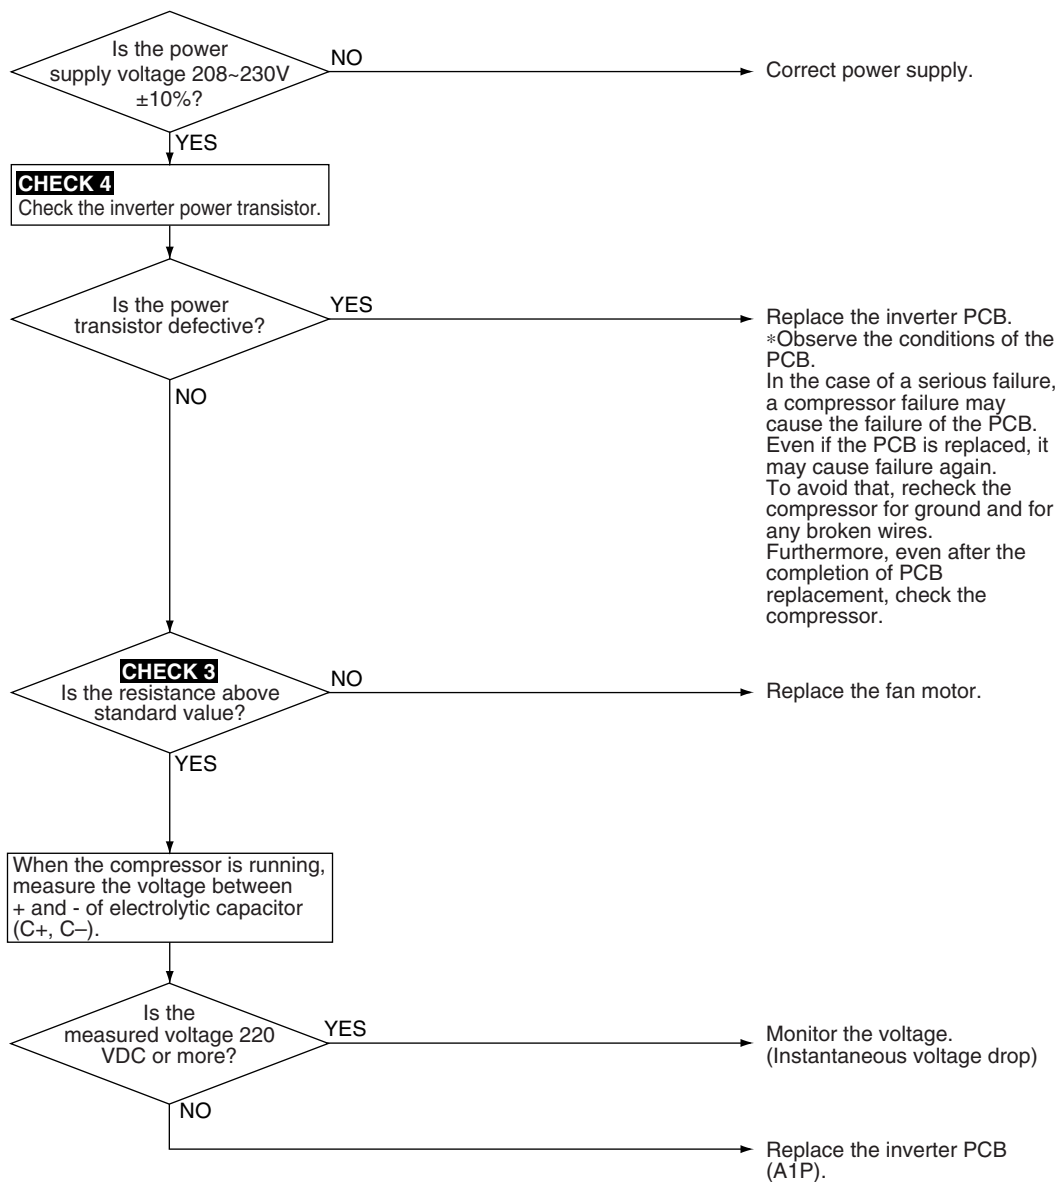 Is the power
supply voltage 208~230V
±10%?
NO
Correct power supply.
YES
CHECK 4
Check the inverter power transistor.
Is the power
transistor defective?
YES
Replace the inverter PCB.
*Observe the conditions of the
PCB.
In the case of a serious failure,
a compressor failure may
cause the failure of the PCB.
Even if the PCB is replaced, it
may cause failure again.
To avoid that, recheck the
compressor for ground and for
any broken wires.
Furthermore, even after the
completion of PCB
replacement, check the
compressor.
NO
CHECK 3
Is the resistance above
standard value?
NO
Replace the fan motor.
YES
When the compressor is running,
measure the voltage between
+ and - of electrolytic capacitor
(C+, C–).
Is the
measured voltage 220
VDC or more?
YES
Monitor the voltage.
(Instantaneous voltage drop)
NO
Replace the inverter PCB
(A1P).